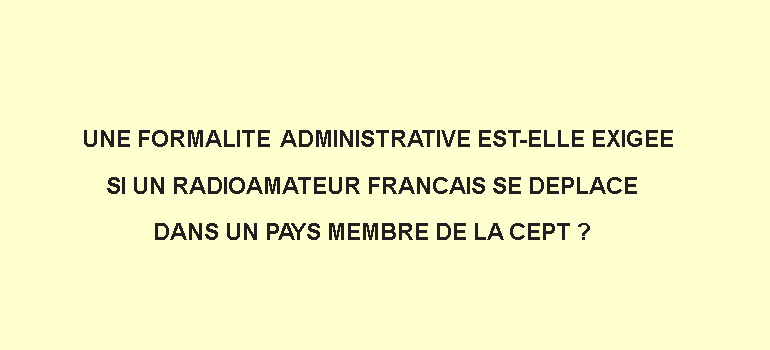 UNE FORMALITE ADMINISTRATIVE EST-ELLE EXIGEE
SI UN RADIOAMATEUR FRANCAIS SE DEPLACE
DANS UN PAYS MEMBRE DE LA CEPT ?